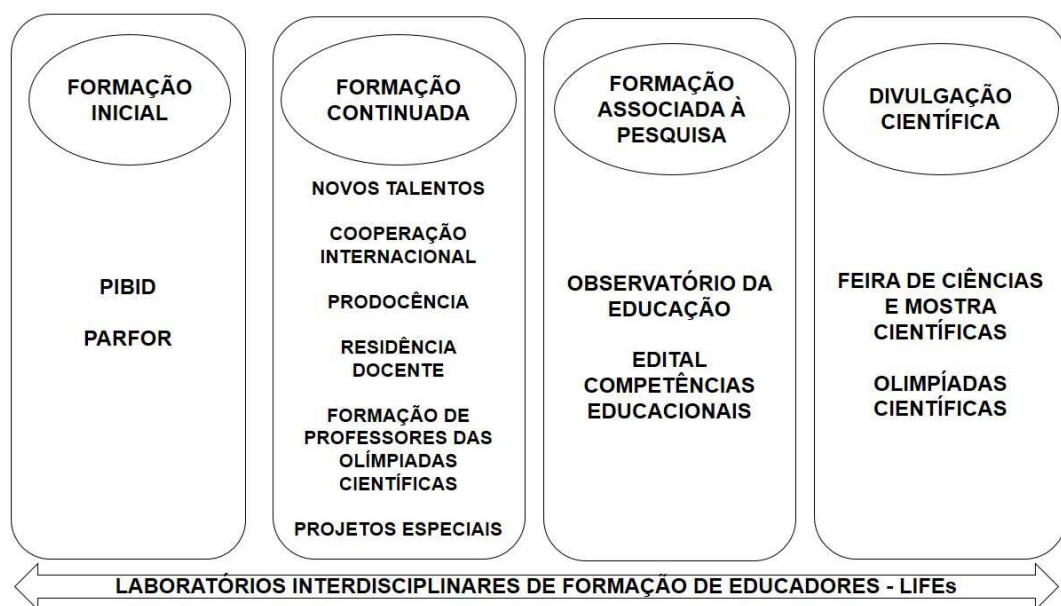 FORMAÇÃO
INICIAL
PIBID
PARFOR
FORMAÇÃO
CONTINUADA
NOVOS TALENTOS
COOPERAÇÃO
INTERNACIONAL
PRODOCÊNCIA
RESIDÊNCIA
DOCENTE
FORMAÇÃO DE
PROFESSORES DAS
OLÍMPIADAS
CIENTÍFICAS
PROJETOS ESPECIAIS
FORMAÇÃO
ASSOCIADA À
PESQUISA
OBSERVATÓRIO DA
EDUCAÇÃO
EDITAL
COMPETÊNCIAS
EDUCACIONAIS
DIVULGAÇÃO
CIENTÍFICA
FEIRA DE CIÊNCIAS
E MOSTRA
CIENTÍFICAS
OLIMPÍADAS
CIENTÍFICAS
LABORATÓRIOS INTERDISCIPLINARES DE FORMAÇÃO DE EDUCADORES - LIFEs